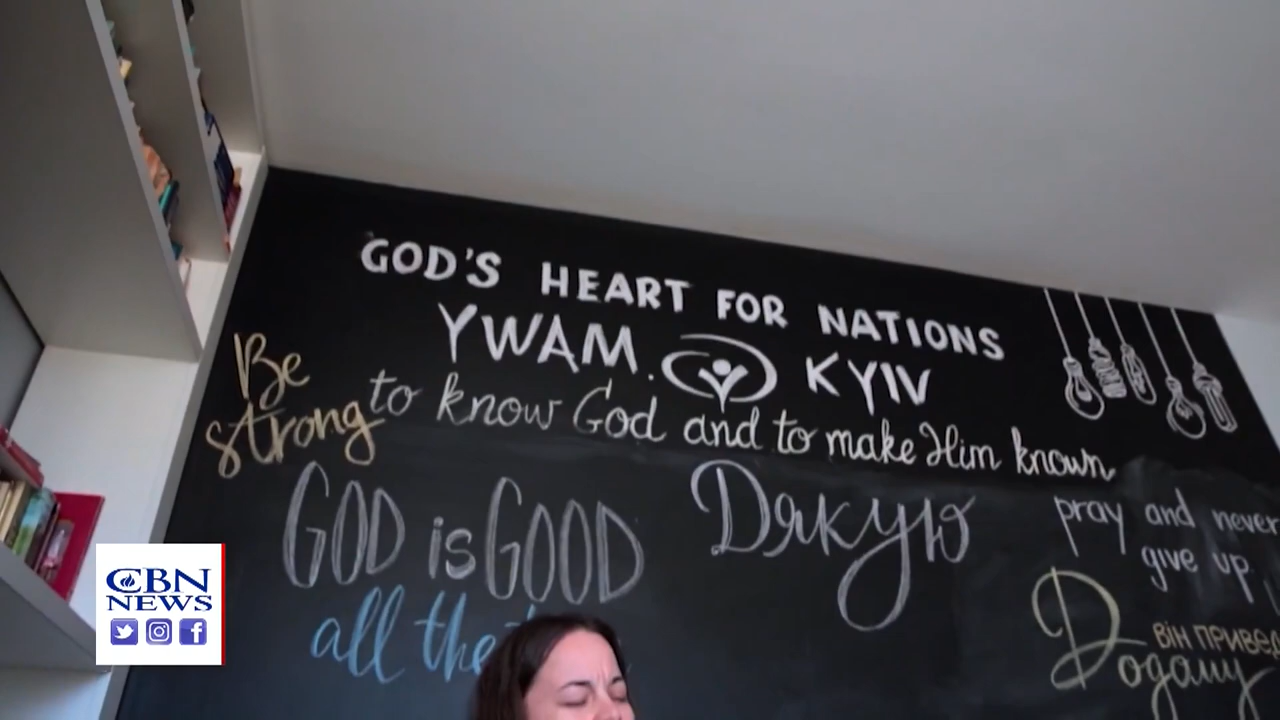 GOD'S HEART FOR NATIONS
YWAM. KYIV
Be
strong
to know God and to make Him known
GOD is GOOD
all the
Дякую
pray and never
give up
він приведе
Додому
CBN
NEWS